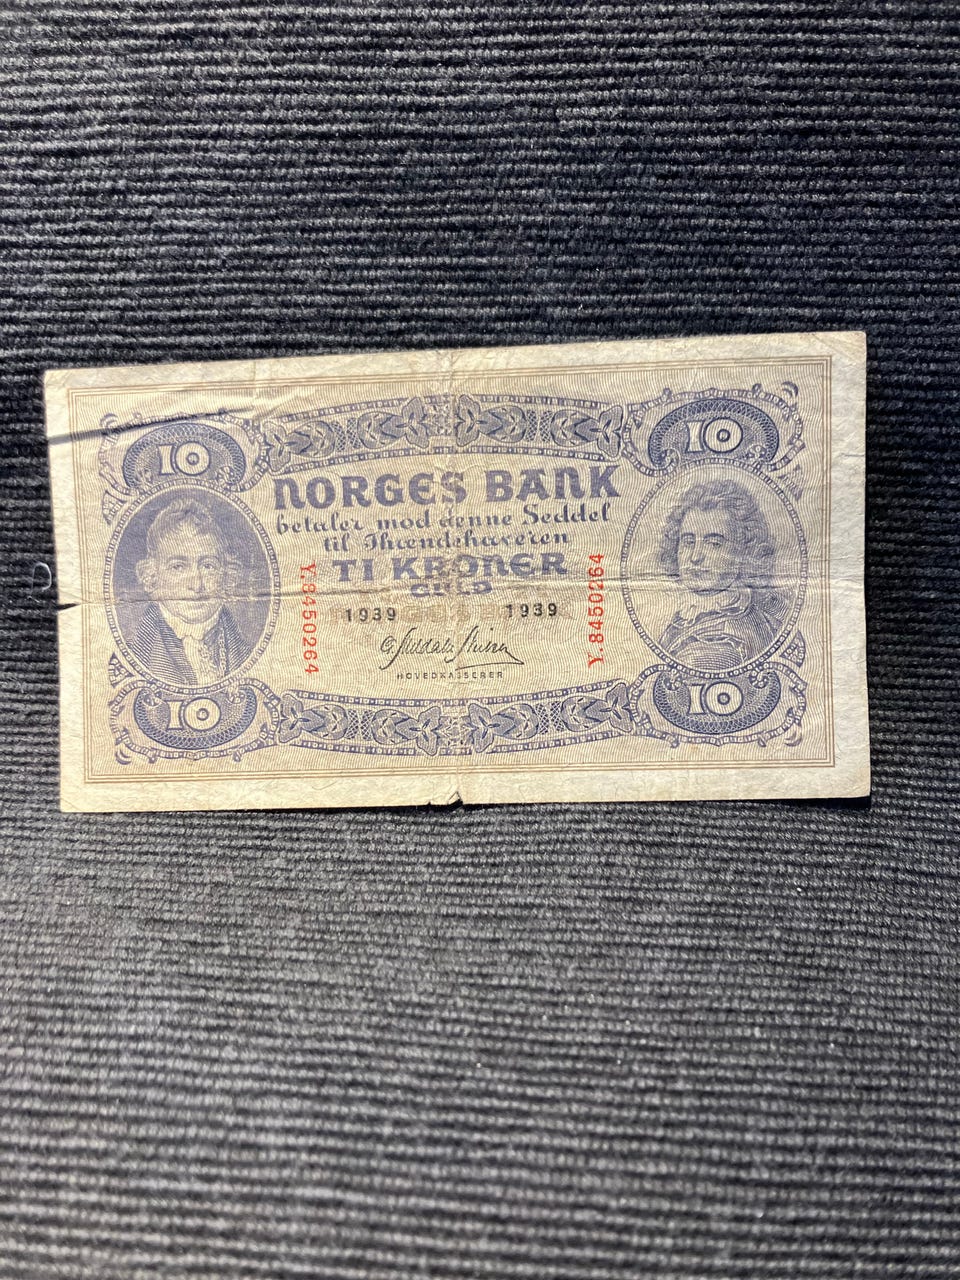 10
10
NORGES BANK
betaler mod denne Seddel
til Ihændehaveren
TI KRONER
GULD
1939 1939
Y.8450264
Y.8450264
HOVEDKASSERER
10
10